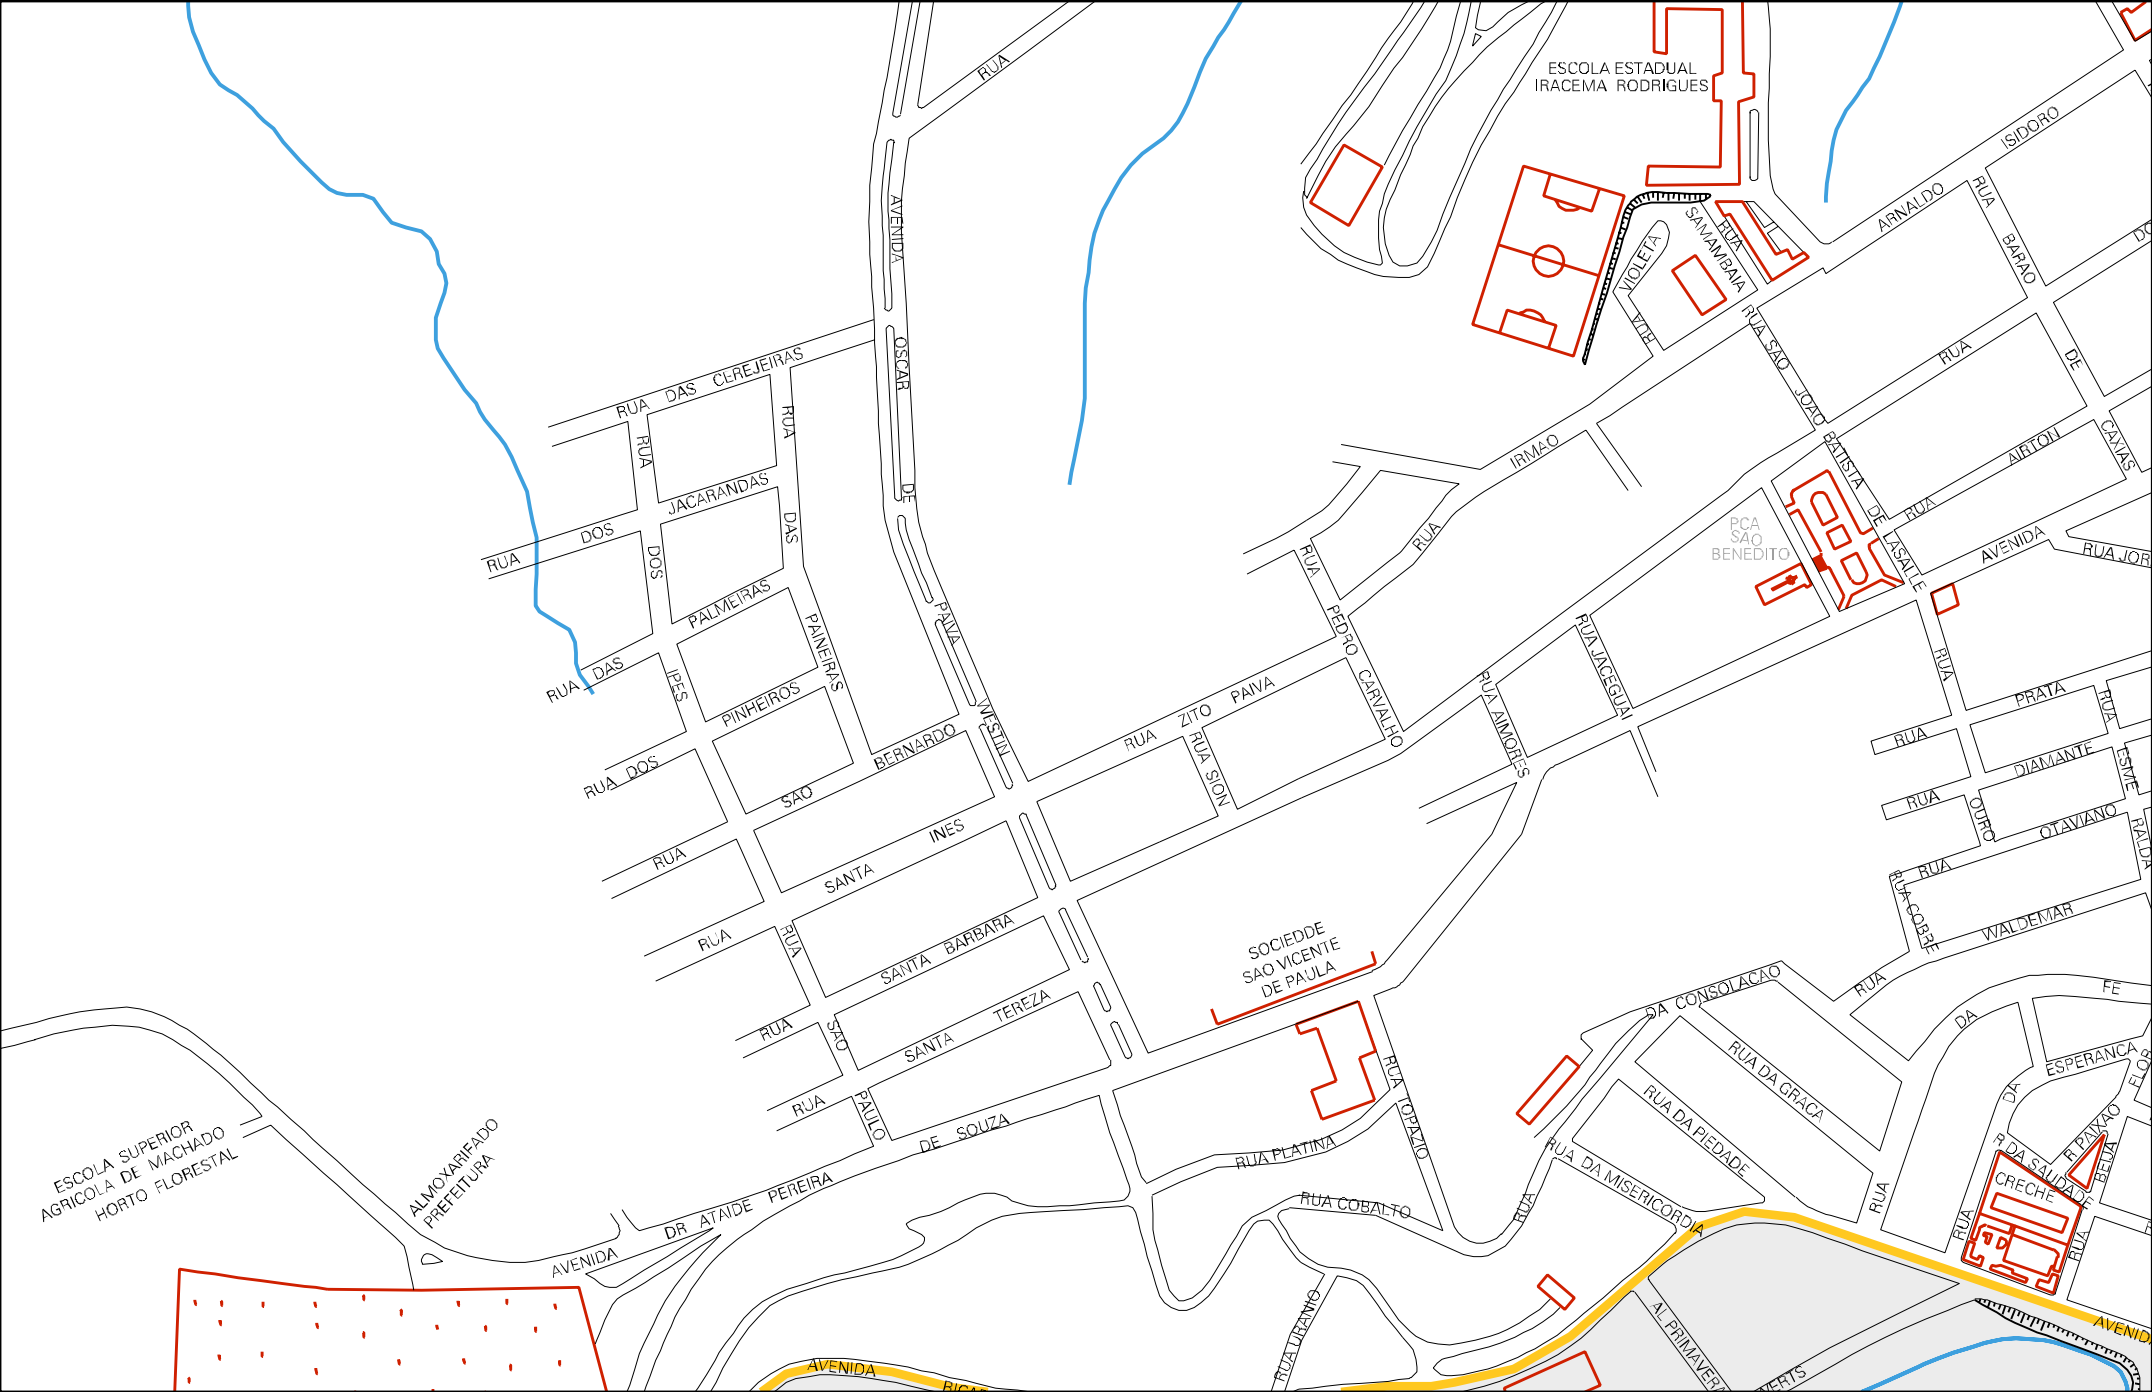 RUA
ESCOLA ESTADUAL
IRACEMA RODRIGUES
ISIDORO
ARNALDO
IRMAO
RUA
BARAO
DE
CAXIAS
RUA
SAMAMBAIA
RUA
VIOLETA
RUA
SAO
JOAO
BATISTA
DE
LASALLE
AVENIDA
OSCAR
DE
PAIVA
WESTIN
RUA DAS CEREJEIRAS
RUA
DOS
IPES
RUA
DAS
PAINEIRAS
RUA DOS JACARANDAS
RUA DAS PALMEIRAS
RUA DOS PINHEIROS
RUA SAO BERNARDO
RUA SANTA INES
RUA SANTA BARBARA
RUA SANTA TEREZA
RUA
SAO
PAULO
RUA
AIRTON
RUA
AVENIDA
RUA JOR
PCA
SAO
BENEDITO
RUA
RUA
PEDRO
CARVALHO
RUA ZITO PAIVA
RUA SION
RUA AIMORES
RUA JACEGUAI
RUA
OURO
RUA PRATA
RUA DIAMANTE
RUA OTAVIANO
RUA
ESME
RALDA
RUA COBRE
RUA WALDEMAR
SOCIEDDE
SAO VICENTE
DE PAULA
DA CONSOLACAO
RUA DA GRACA
RUA DA PIEDADE
RUA DA MISERICORDIA
RUA
RUA TOPAZIO
RUA PLATINA
RUA COBALTO
RUA URANIO
RUA
DA
FE
RUA
DA
ESPERANCA
R DA SAUDADE
R PAIXAO
CRECHE
RUA
BEIJA
FLOR
ESCOLA SUPERIOR
AGRICOLA DE MACHADO
HORTO FLORESTAL
ALMOXARIFADO
PREFEITURA
AVENIDA DR ATAIDE PEREIRA DE SOUZA
AVENIDA
AL PRIMAVERA
AVENIDA